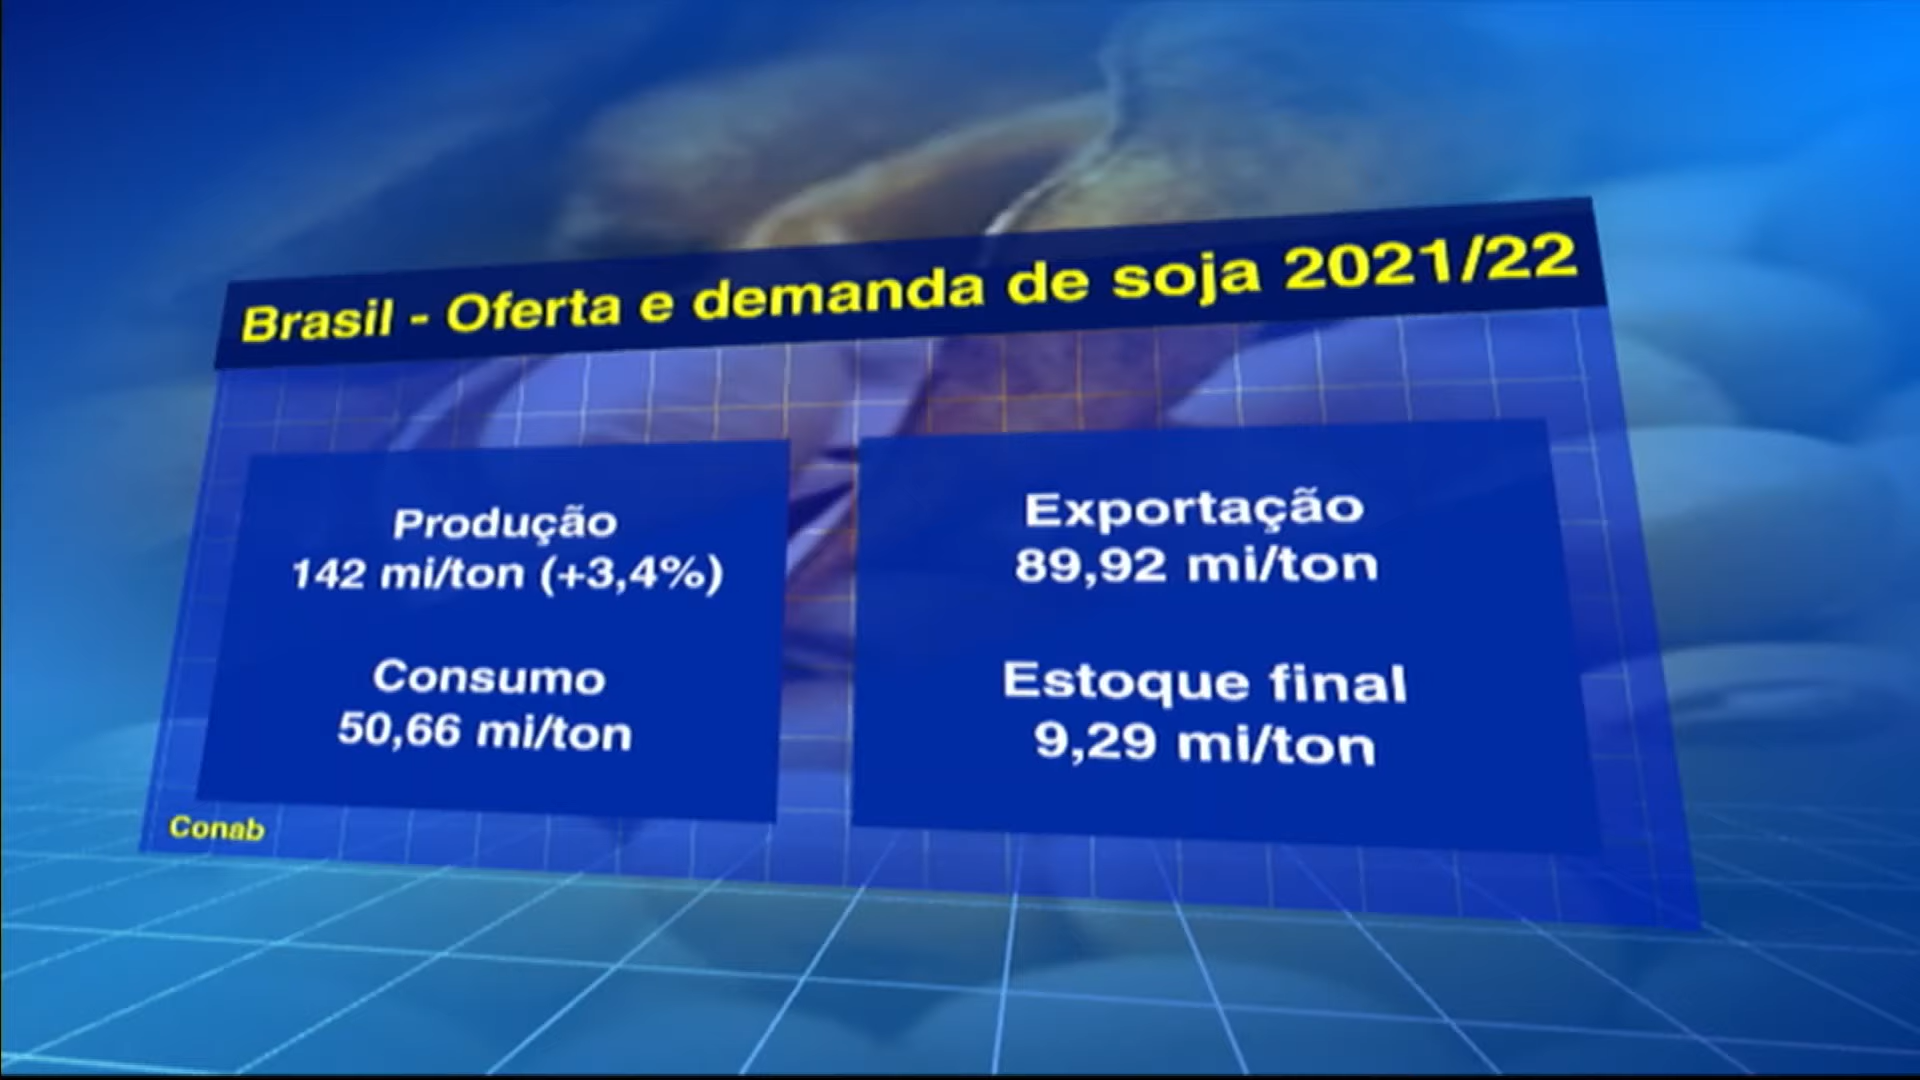 Brasil - Oferta e demanda de soja 2021/22
Produção
142 mi/ton (+3,4%)
Consumo
50,66 mi/ton
Exportação
89,92 mi/ton
Estoque final
9,29 mi/ton
Conab